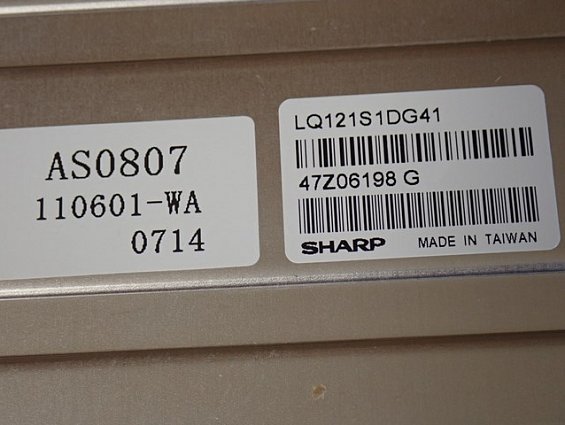 AS0807
110601-WA
0714
LQ121S1DG41
47Z06198 G
SHARP MADE IN TAIWAN